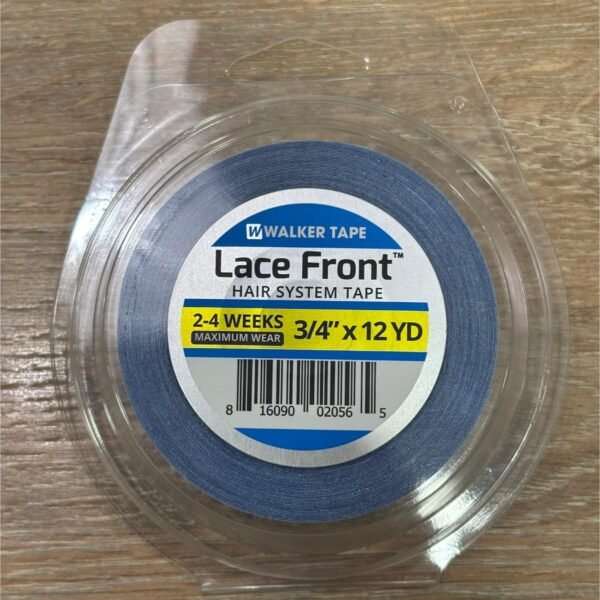 W WALKER TAPE
Lace Front™
HAIR SYSTEM TAPE
2-4 WEEKS
MAXIMUM WEAR
3/4" x 12 YD
8 16090 02056 5